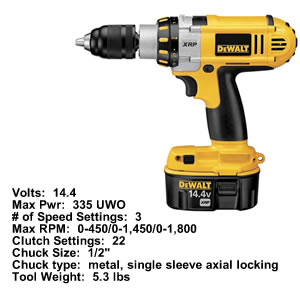 XRP
DEWALT
DEWALT
14.4v
XRP
Volts: 14.4
Max Pwr: 335 UWO
# of Speed Settings: 3
Max RPM: 0-450/0-1,450/0-1,800
Clutch Settings: 22
Chuck Size: 1/2"
Chuck type: metal, single sleeve axial locking
Tool Weight: 5.3 lbs